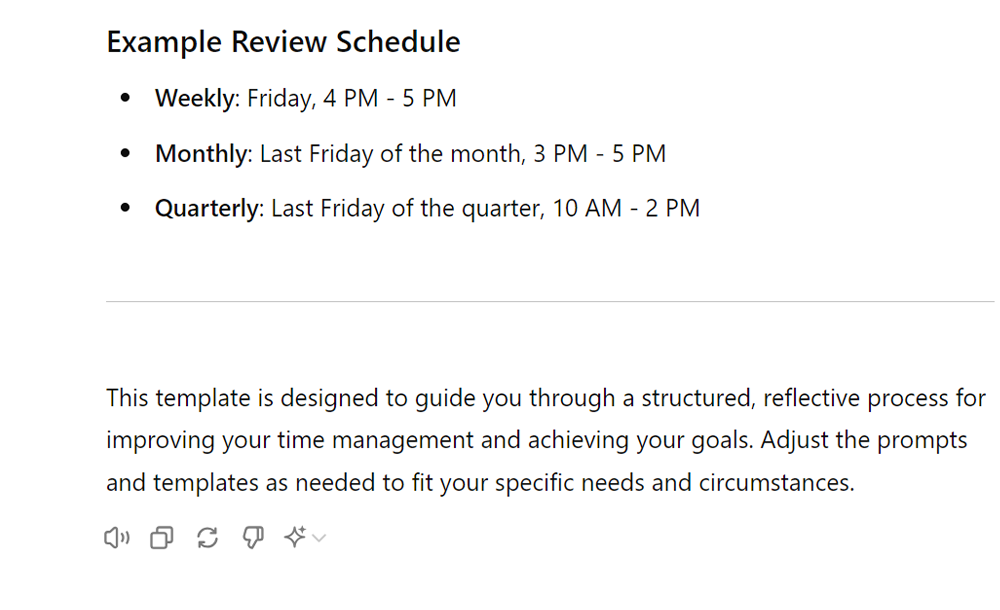 Example Review Schedule
• Weekly: Friday, 4 PM - 5 PM
• Monthly: Last Friday of the month, 3 PM - 5 PM
• Quarterly: Last Friday of the quarter, 10 AM - 2 PM
This template is designed to guide you through a structured, reflective process for
improving your time management and achieving your goals. Adjust the prompts
and templates as needed to fit your specific needs and circumstances.